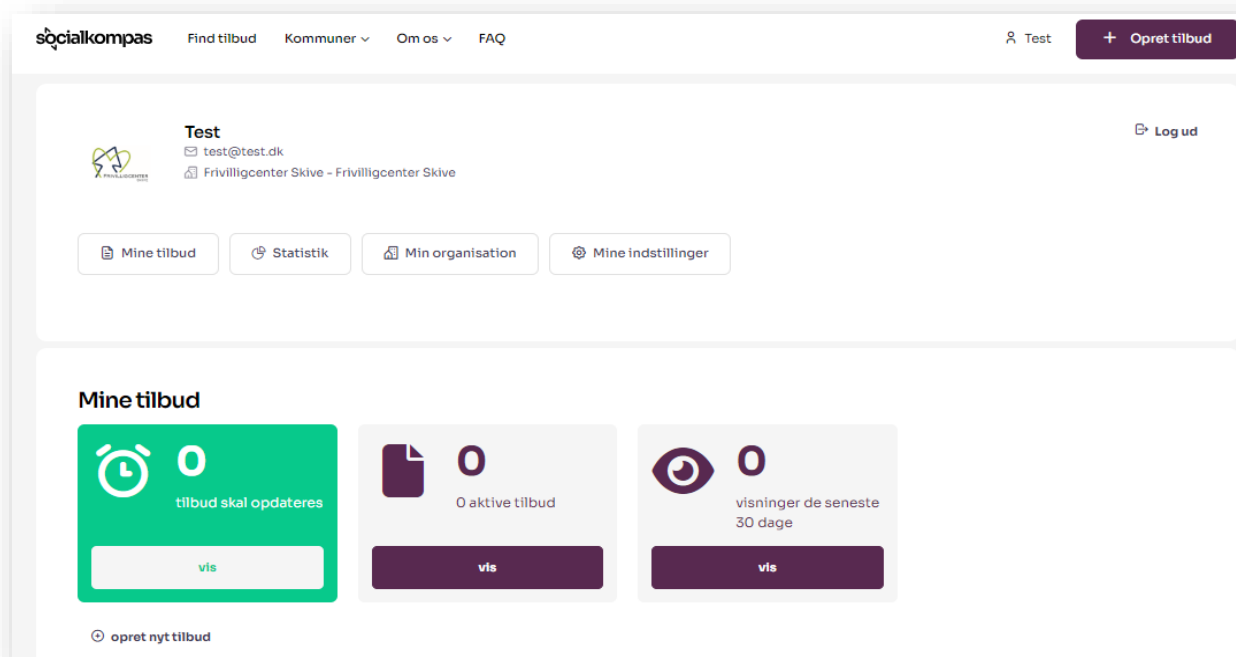 socialkompas Find tilbud Kommuner Om os FAQ Test + Opret tilbud
Test
test@test.dk
Frivilligcenter Skive - Frivilligcenter Skive
Log ud
FRIVILLIGCENTER
Mine tilbud Statistik Min organisation Mine indstillinger
Mine tilbud
0
tilbud skal opdateres
vis
0
0 aktive tilbud
vis
0
visninger de seneste
30 dage
vis
opret nyt tilbud